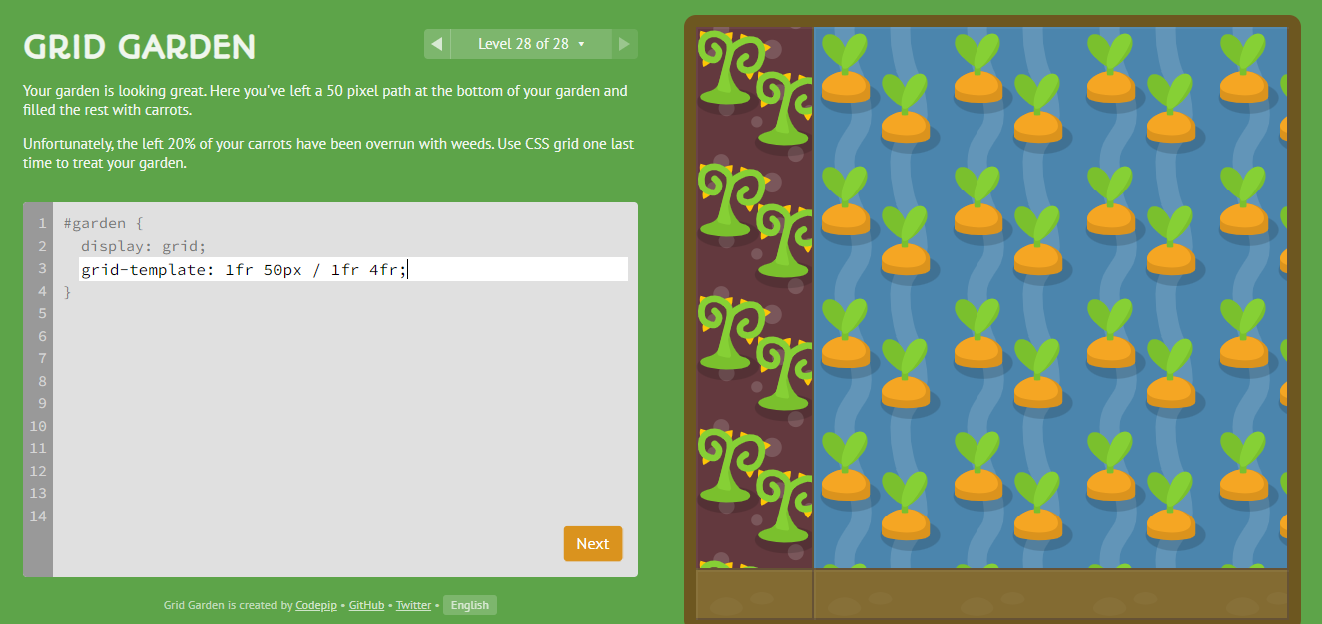 GRID GARDEN
Level 28 of 28
Your garden is looking great. Here you've left a 50 pixel path at the bottom of your garden and
filled the rest with carrots.
Unfortunately, the left 20% of your carrots have been overrun with weeds. Use CSS grid one last
time to treat your garden.
1 #garden {
2 display: grid;
3 grid-template: 1fr 50px / 1fr 4fr;
4 }
5
6
7
8
9
10
11
12
13
14
Next
Grid Garden is created by Codepip • GitHub • Twitter • English